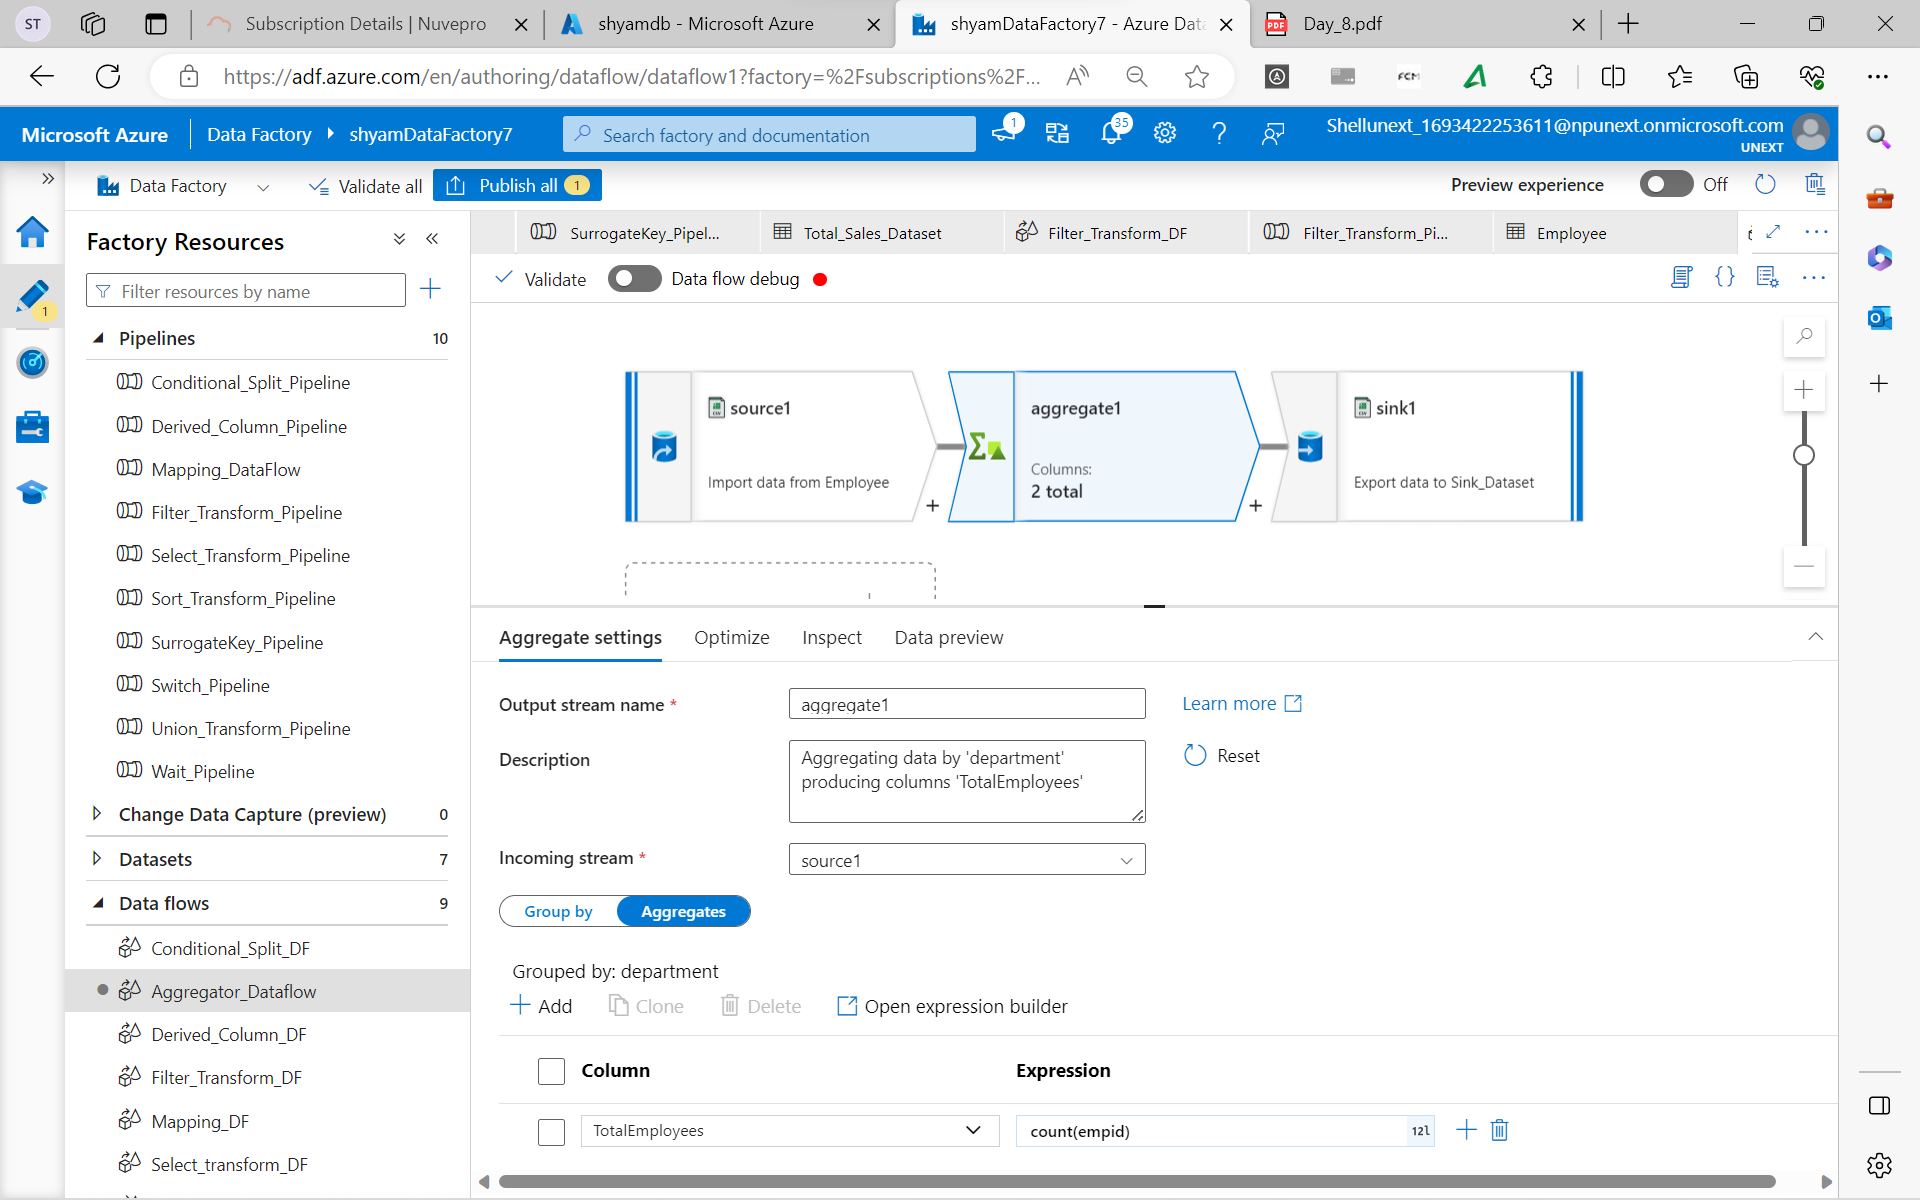 ST
Subscription Details | Nuvepro
shyamdb - Microsoft Azure
shyamDataFactory7 - Azure Data
PDF
Day_8.pdf
https://adf.azure.com/en/authoring/dataflow/dataflow1?factory=%2Fsubscriptions%2F...
FCM
Microsoft Azure
Data Factory
shyamDataFactory7
Search factory and documentation
1
35
Shellunext_1693422253611@npunext.onmicrosoft.com
UNEXT
Data Factory
Validate all
Publish all
1
Preview experience
Off
Factory Resources
SurrogateKey_Pipel...
Total_Sales_Dataset
Filter_Transform_DF
Filter_Transform_Pi...
Employee
Validate
Data flow debug
Filter resources by name
1
Pipelines
10
Conditional_Split_Pipeline
Derived_Column_Pipeline
Mapping_DataFlow
Filter_Transform_Pipeline
Select_Transform_Pipeline
Sort_Transform_Pipeline
SurrogateKey_Pipeline
Switch_Pipeline
Union_Transform_Pipeline
Wait_Pipeline
Change Data Capture (preview)
0
Datasets
7
Data flows
9
Conditional_Split_DF
Aggregator_Dataflow
Derived_Column_DF
Filter_Transform_DF
Mapping_DF
Select_transform_DF
source1
Import data from Employee
aggregate1
Columns:
2 total
sink1
Export data to Sink_Dataset
Aggregate settings
Optimize
Inspect
Data preview
Output stream name *
aggregate1
Learn more
Description
Aggregating data by 'department'
producing columns 'TotalEmployees'
Reset
Incoming stream *
source1
Group by
Aggregates
Grouped by: department
Add
Clone
Delete
Open expression builder
Column
Expression
TotalEmployees
count(empid)
12l